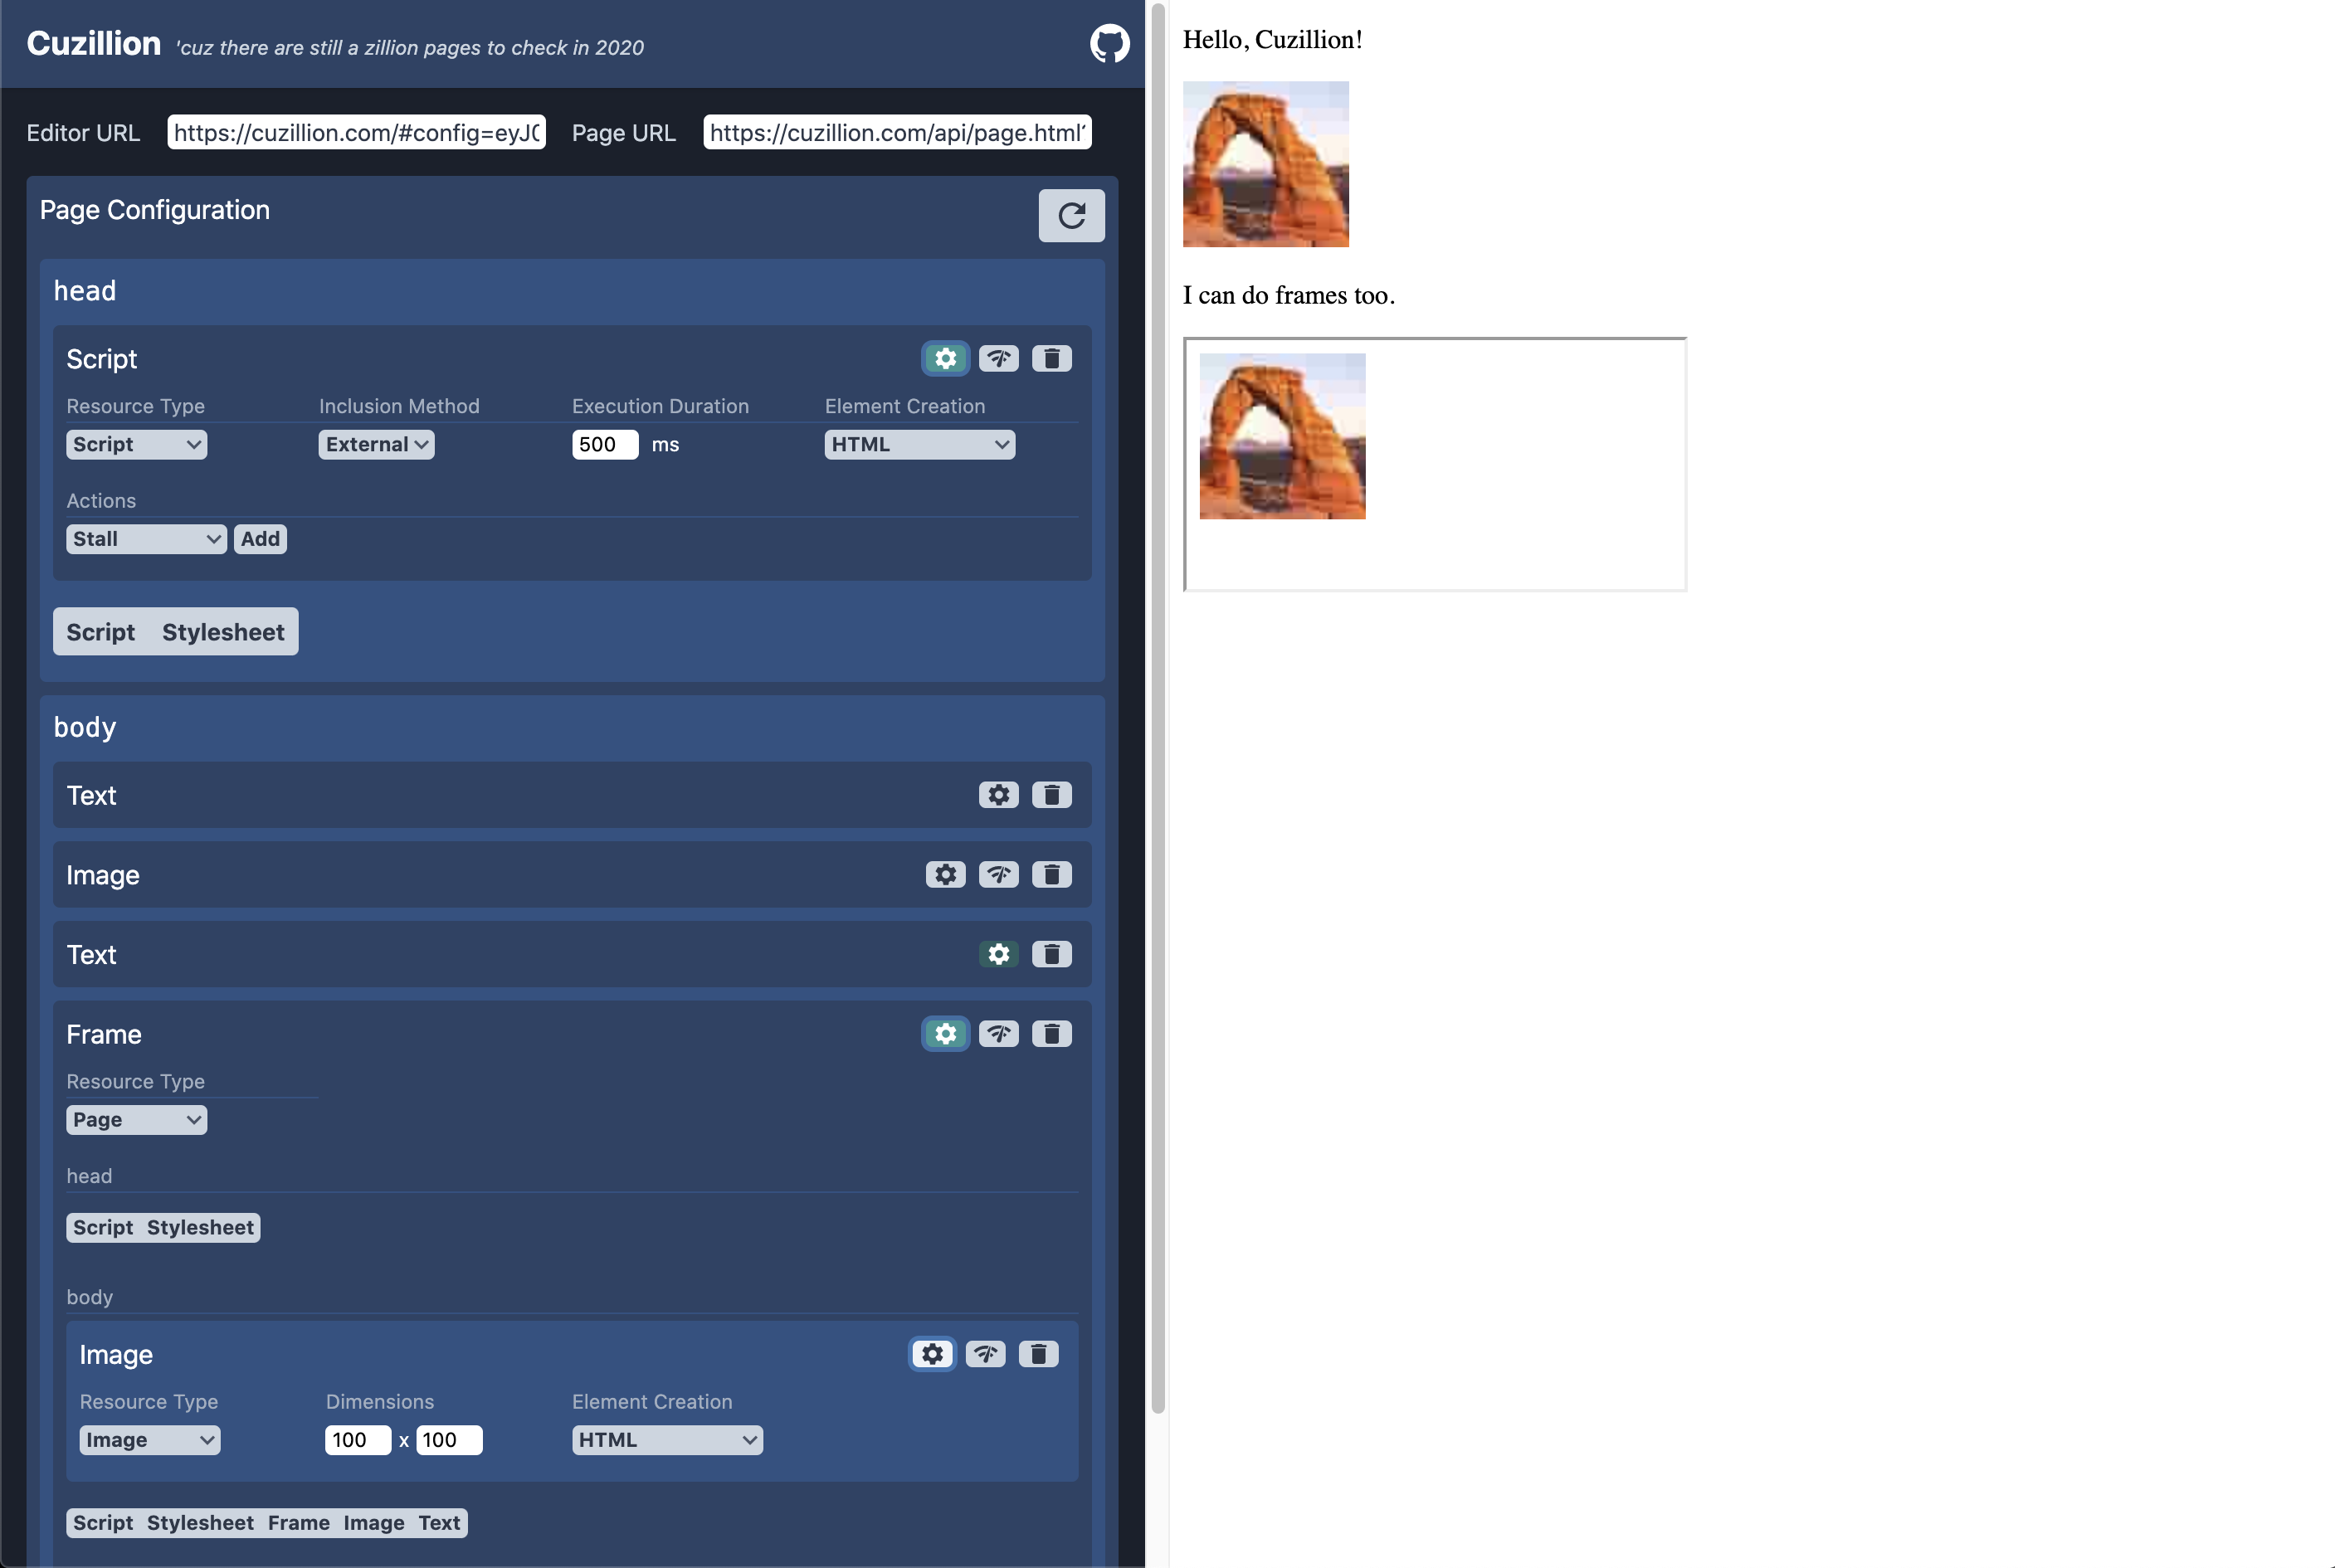 Cuzillion 'cuz there are still a zillion pages to check in 2020
Editor URL https://cuzillion.com/#config=eyJ Page URL https://cuzillion.com/api/page.html
Page Configuration
head
Script
Resource Type Inclusion Method Execution Duration Element Creation
Script External 500 ms HTML
Actions
Stall Add
Script Stylesheet
body
Text
Image
Text
Frame
Resource Type
Page
head
Script Stylesheet
body
Image
Resource Type Dimensions Element Creation
Image 100 x 100 HTML
Script Stylesheet Frame Image Text
Hello, Cuzillion!
I can do frames too.